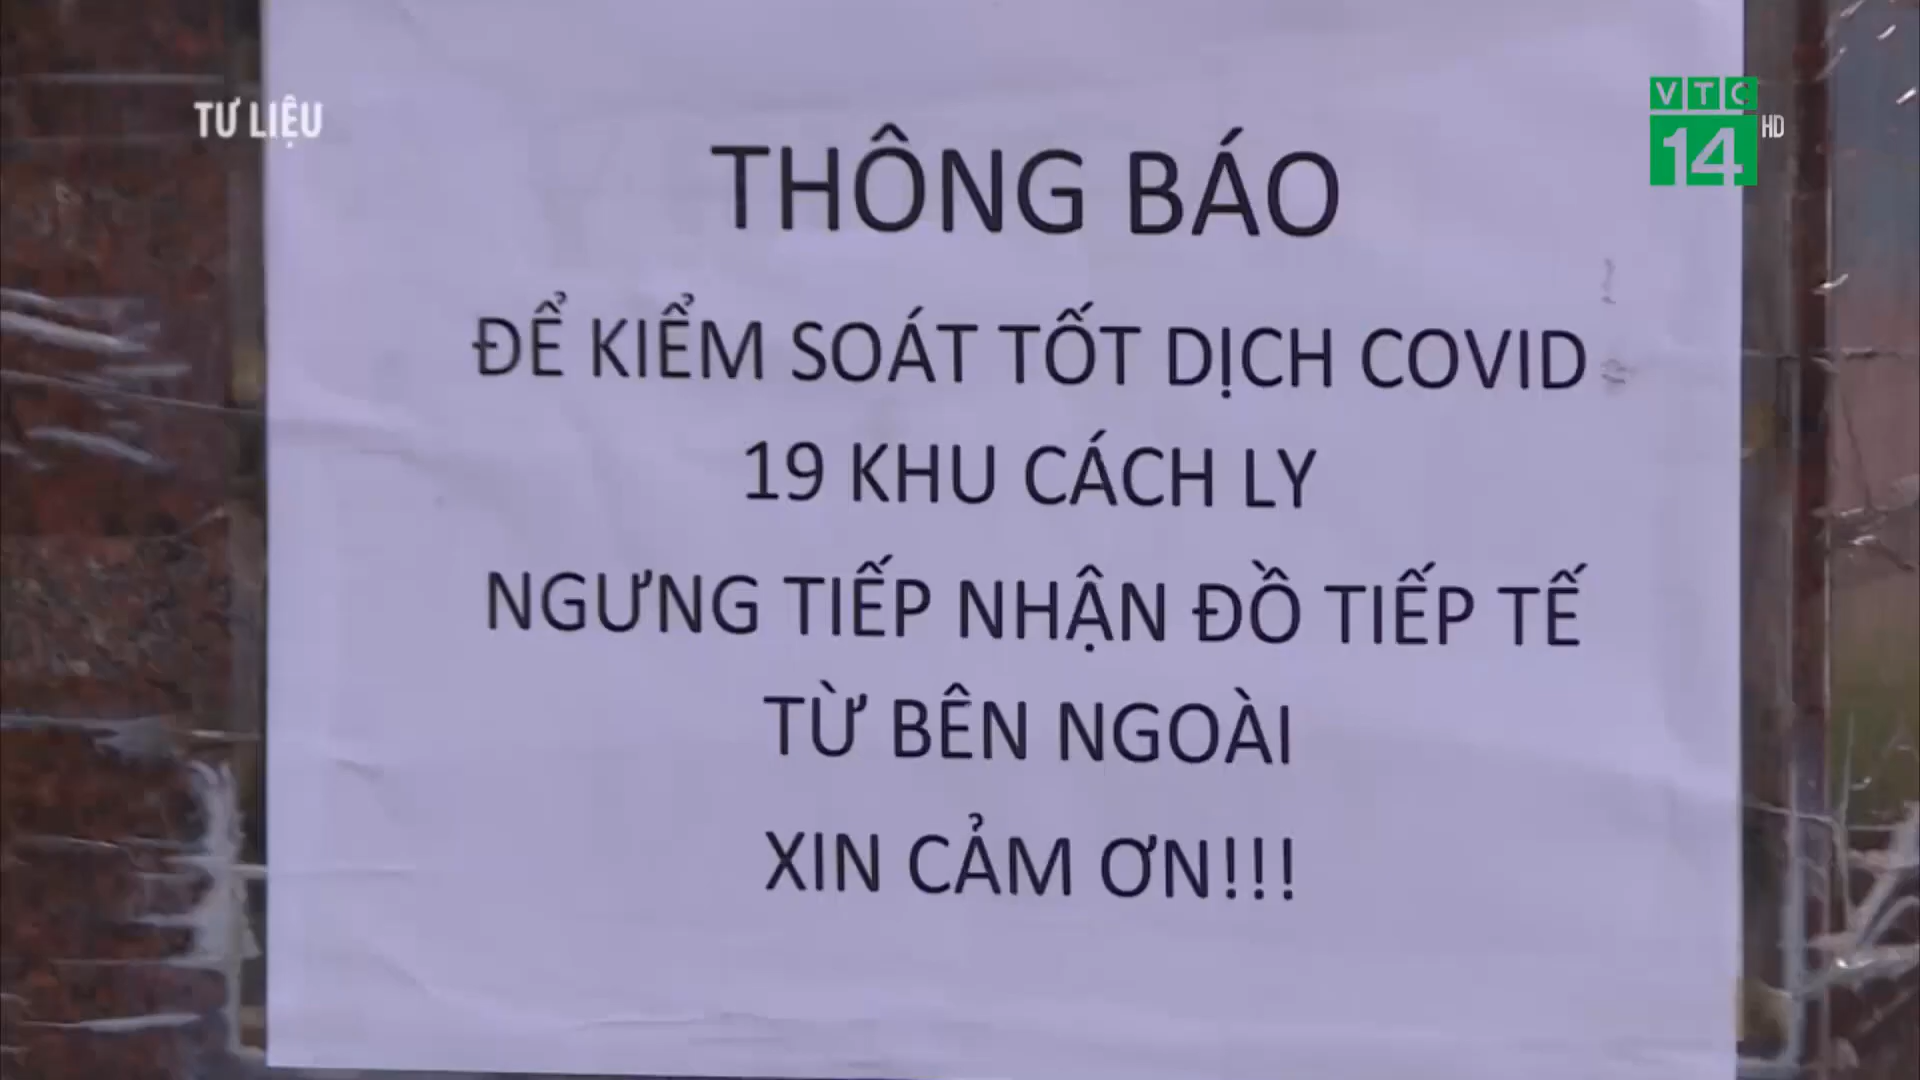 TƯ LIỆU
VTC
14 HD
THÔNG BÁO
ĐỂ KIỂM SOÁT TỐT DỊCH COVID
19 KHU CÁCH LY
NGƯNG TIẾP NHẬN ĐỒ TIẾP TẾ
TỪ BÊN NGOÀI
XIN CẢM ƠN!!!